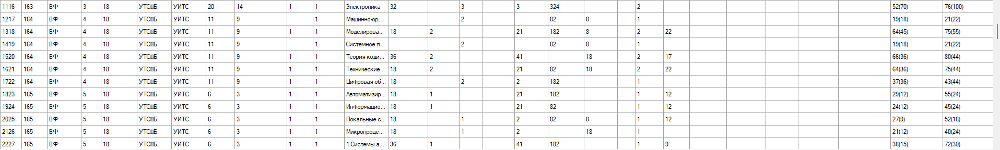 1116 163 ВФ 3 18 УТСШБ УИТС 20 14 1 1 Электроника 32 3 3 324 2 52(70) 76(100)
1217 164 ВФ 4 18 УТСШБ УИТС 11 9 1 Машинно-ор... 2 82 8 1 19(18) 21(22)
1318 164 ВФ 4 18 УТСШБ УИТС 11 9 1 1 Моделирова... 18 2 21 182 8 2 22 64(45) 75(55)
1419 164 ВФ 4 18 УТСШБ УИТС 11 9 1 Системное п... 2 82 8 1 19(18) 21(22)
1520 164 ВФ 4 18 УТСШБ УИТС 11 9 1 1 Теория коди... 36 2 41 18 2 17 66(36) 80(44)
1621 164 ВФ 4 18 УТСШБ УИТС 11 9 1 1 Технические... 18 2 21 82 18 2 22 64(36) 75(44)
1722 164 ВФ 4 18 УТСШБ УИТС 11 9 1 1 Цифровая об... 18 2 2 182 1 37(36) 43(44)
1823 165 ВФ 5 18 УТСШБ УИТС 6 3 1 1 Автоматизир... 18 1 21 182 1 12 29(12) 55(24)
1924 165 ВФ 5 18 УТСШБ УИТС 6 3 1 1 Информацио... 18 1 21 82 1 12 24(12) 45(24)
2025 165 ВФ 5 18 УТСШБ УИТС 6 3 1 1 Локальные с... 18 1 2 82 8 1 12 27(9) 52(18)
2126 165 ВФ 5 18 УТСШБ УИТС 6 3 1 1 Микропроце... 18 1 2 18 1 21(12) 40(24)
2227 165 ВФ 5 18 УТСШБ УИТС 6 3 1 1 1.Системы а... 36 1 41 182 1 9 38(15) 72(30)